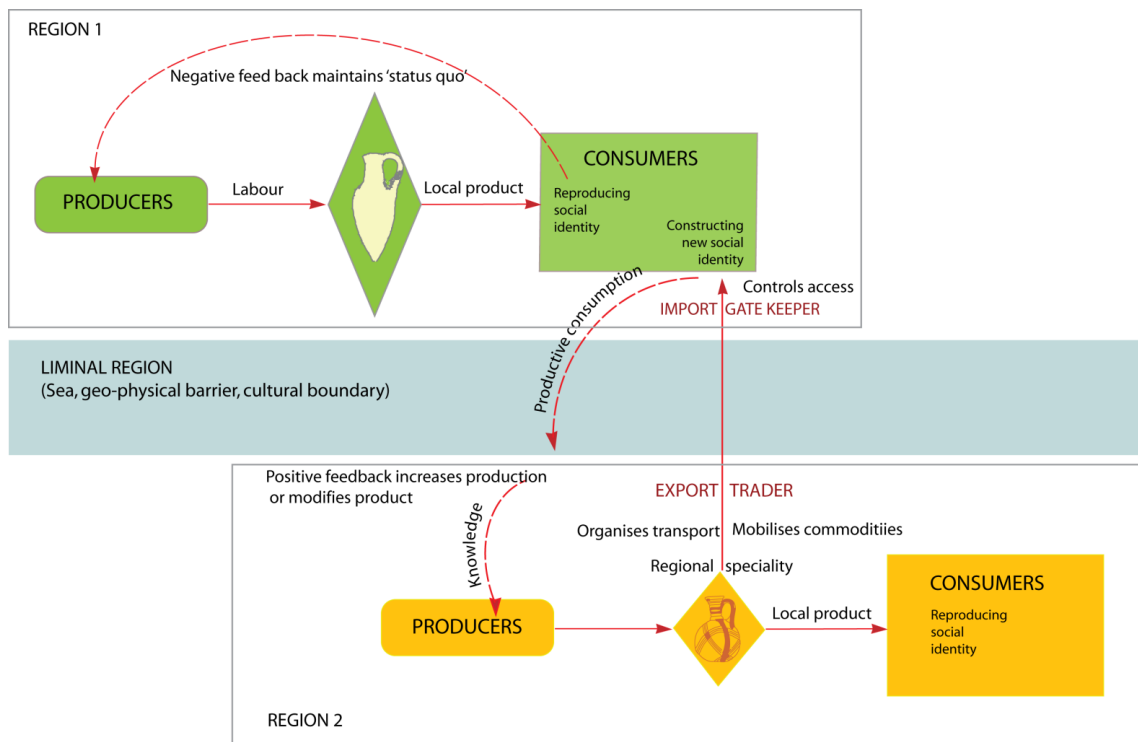 REGION 1
Negative feed back maintains ‘status quo’
PRODUCERS
Labour
Local product
CONSUMERS
Reproducing
social
identity
Constructing
new social
identity
Productive consumption
Controls access
IMPORT GATE KEEPER
LIMINAL REGION
(Sea, geo-physical barrier, cultural boundary)
Positive feedback increases production
or modifies product
Knowledge
EXPORT TRADER
Organises transport
Mobilises commoditiies
Regional speciality
PRODUCERS
Local product
CONSUMERS
Reproducing
social
identity
REGION 2